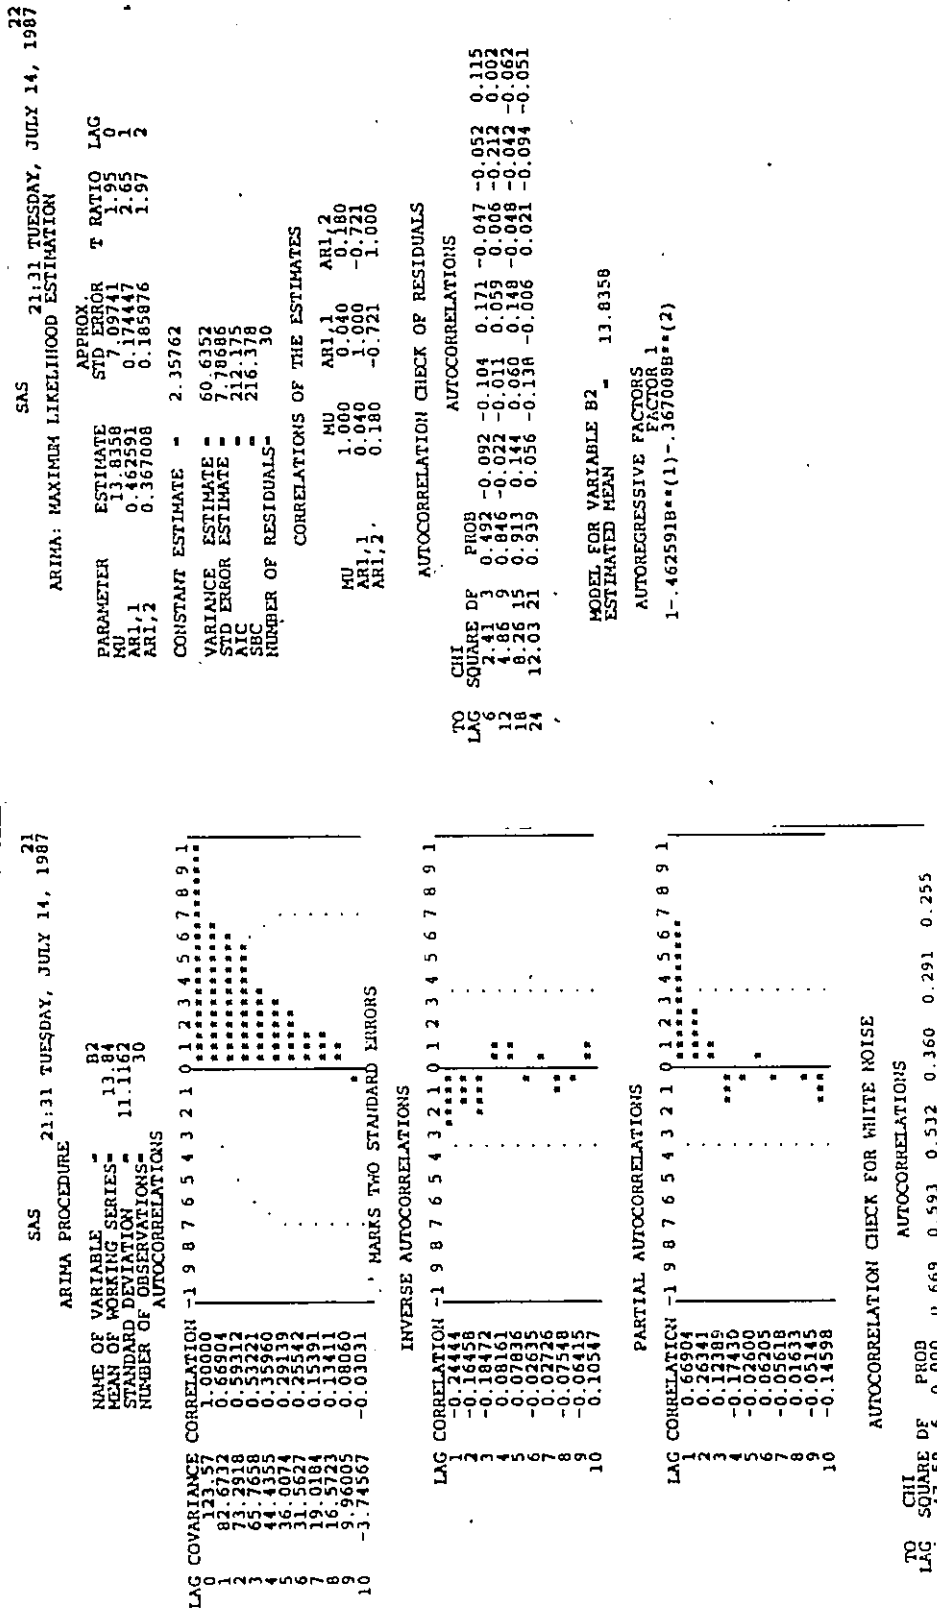 SAS 21
21:31 TUESDAY, JULY 14, 1987
ARIMA PROCEDURE
NAME OF VARIABLE = B2
MEAN OF WORKING SERIES= 13.84
STANDARD DEVIATION = 11.1162
NUMBER OF OBSERVATIONS= 30
AUTOCORRELATIONS
LAG COVARIANCE CORRELATION -1 9 8 7 6 5 4 3 2 1 0 1 2 3 4 5 6 7 8 9 1
0 123.57 1.00000 ********************
1 82.6732 0.66904 *************
2 73.2918 0.59312 ************
3 65.7658 0.53221 ***********
4 44.4355 0.35960 *******
5 36.0074 0.29139 ******
6 31.5627 0.25542 *****
7 19.0184 0.15391 ***
8 16.5723 0.13411 ***
9 9.96005 0.08060 **
10 -3.74567 -0.03031 *
'.' MARKS TWO STANDARD ERRORS
INVERSE AUTOCORRELATIONS
LAG CORRELATION -1 9 8 7 6 5 4 3 2 1 0 1 2 3 4 5 6 7 8 9 1
1 -0.24444 *****
2 -0.16458 ***
3 -0.18472 ****
4 0.08161 **
5 0.07836 **
6 -0.02635 *
7 0.02726 *
8 -0.07548 **
9 -0.06415 *
10 0.10547 **
PARTIAL AUTOCORRELATIONS
LAG CORRELATION -1 9 8 7 6 5 4 3 2 1 0 1 2 3 4 5 6 7 8 9 1
1 0.66904 *************
2 0.26341 *****
3 0.12389 **
4 -0.17430 ***
5 -0.02600 *
6 0.06205 *
7 -0.05618 *
8 0.01633
9 -0.05145 *
10 -0.14598 ***
AUTOCORRELATION CHECK FOR WHITE NOISE
TO CHI AUTOCORRELATIONS
LAG SQUARE DF PROB
6 0.000 0.669 0.593 0.532 0.360 0.291 0.255
SAS 22
21:31 TUESDAY, JULY 14, 1987
ARIMA: MAXIMUM LIKELIHOOD ESTIMATION
APPROX.
PARAMETER ESTIMATE STD ERROR T RATIO LAG
MU 13.8358 7.09741 1.95 0
AR1,1 0.462591 0.174447 2.65 1
AR1,2 0.367008 0.185876 1.97 2
CONSTANT ESTIMATE = 2.35762
VARIANCE ESTIMATE = 60.6352
STD ERROR ESTIMATE = 7.78686
AIC = 212.175
SBC = 216.378
NUMBER OF RESIDUALS= 30
CORRELATIONS OF THE ESTIMATES
MU AR1,1 AR1,2
MU 1.000 0.040 0.180
AR1,1 0.040 1.000 -0.721
AR1,2 0.180 -0.721 1.000
AUTOCORRELATION CHECK OF RESIDUALS
TO CHI AUTOCORRELATIONS
LAG SQUARE DF PROB
6 2.41 3 0.492 -0.092 -0.104 0.171 -0.047 -0.052 0.115
12 4.86 9 0.846 -0.022 -0.011 0.059 0.006 -0.212 0.002
18 8.26 15 0.913 0.144 0.060 0.148 -0.048 -0.042 -0.062
24 12.03 21 0.939 0.056 -0.138 -0.006 0.021 -0.094 -0.051
MODEL FOR VARIABLE B2
ESTIMATED MEAN = 13.8358
AUTOREGRESSIVE FACTORS
FACTOR 1
1-.462591B**(1)-.367008B**(2)